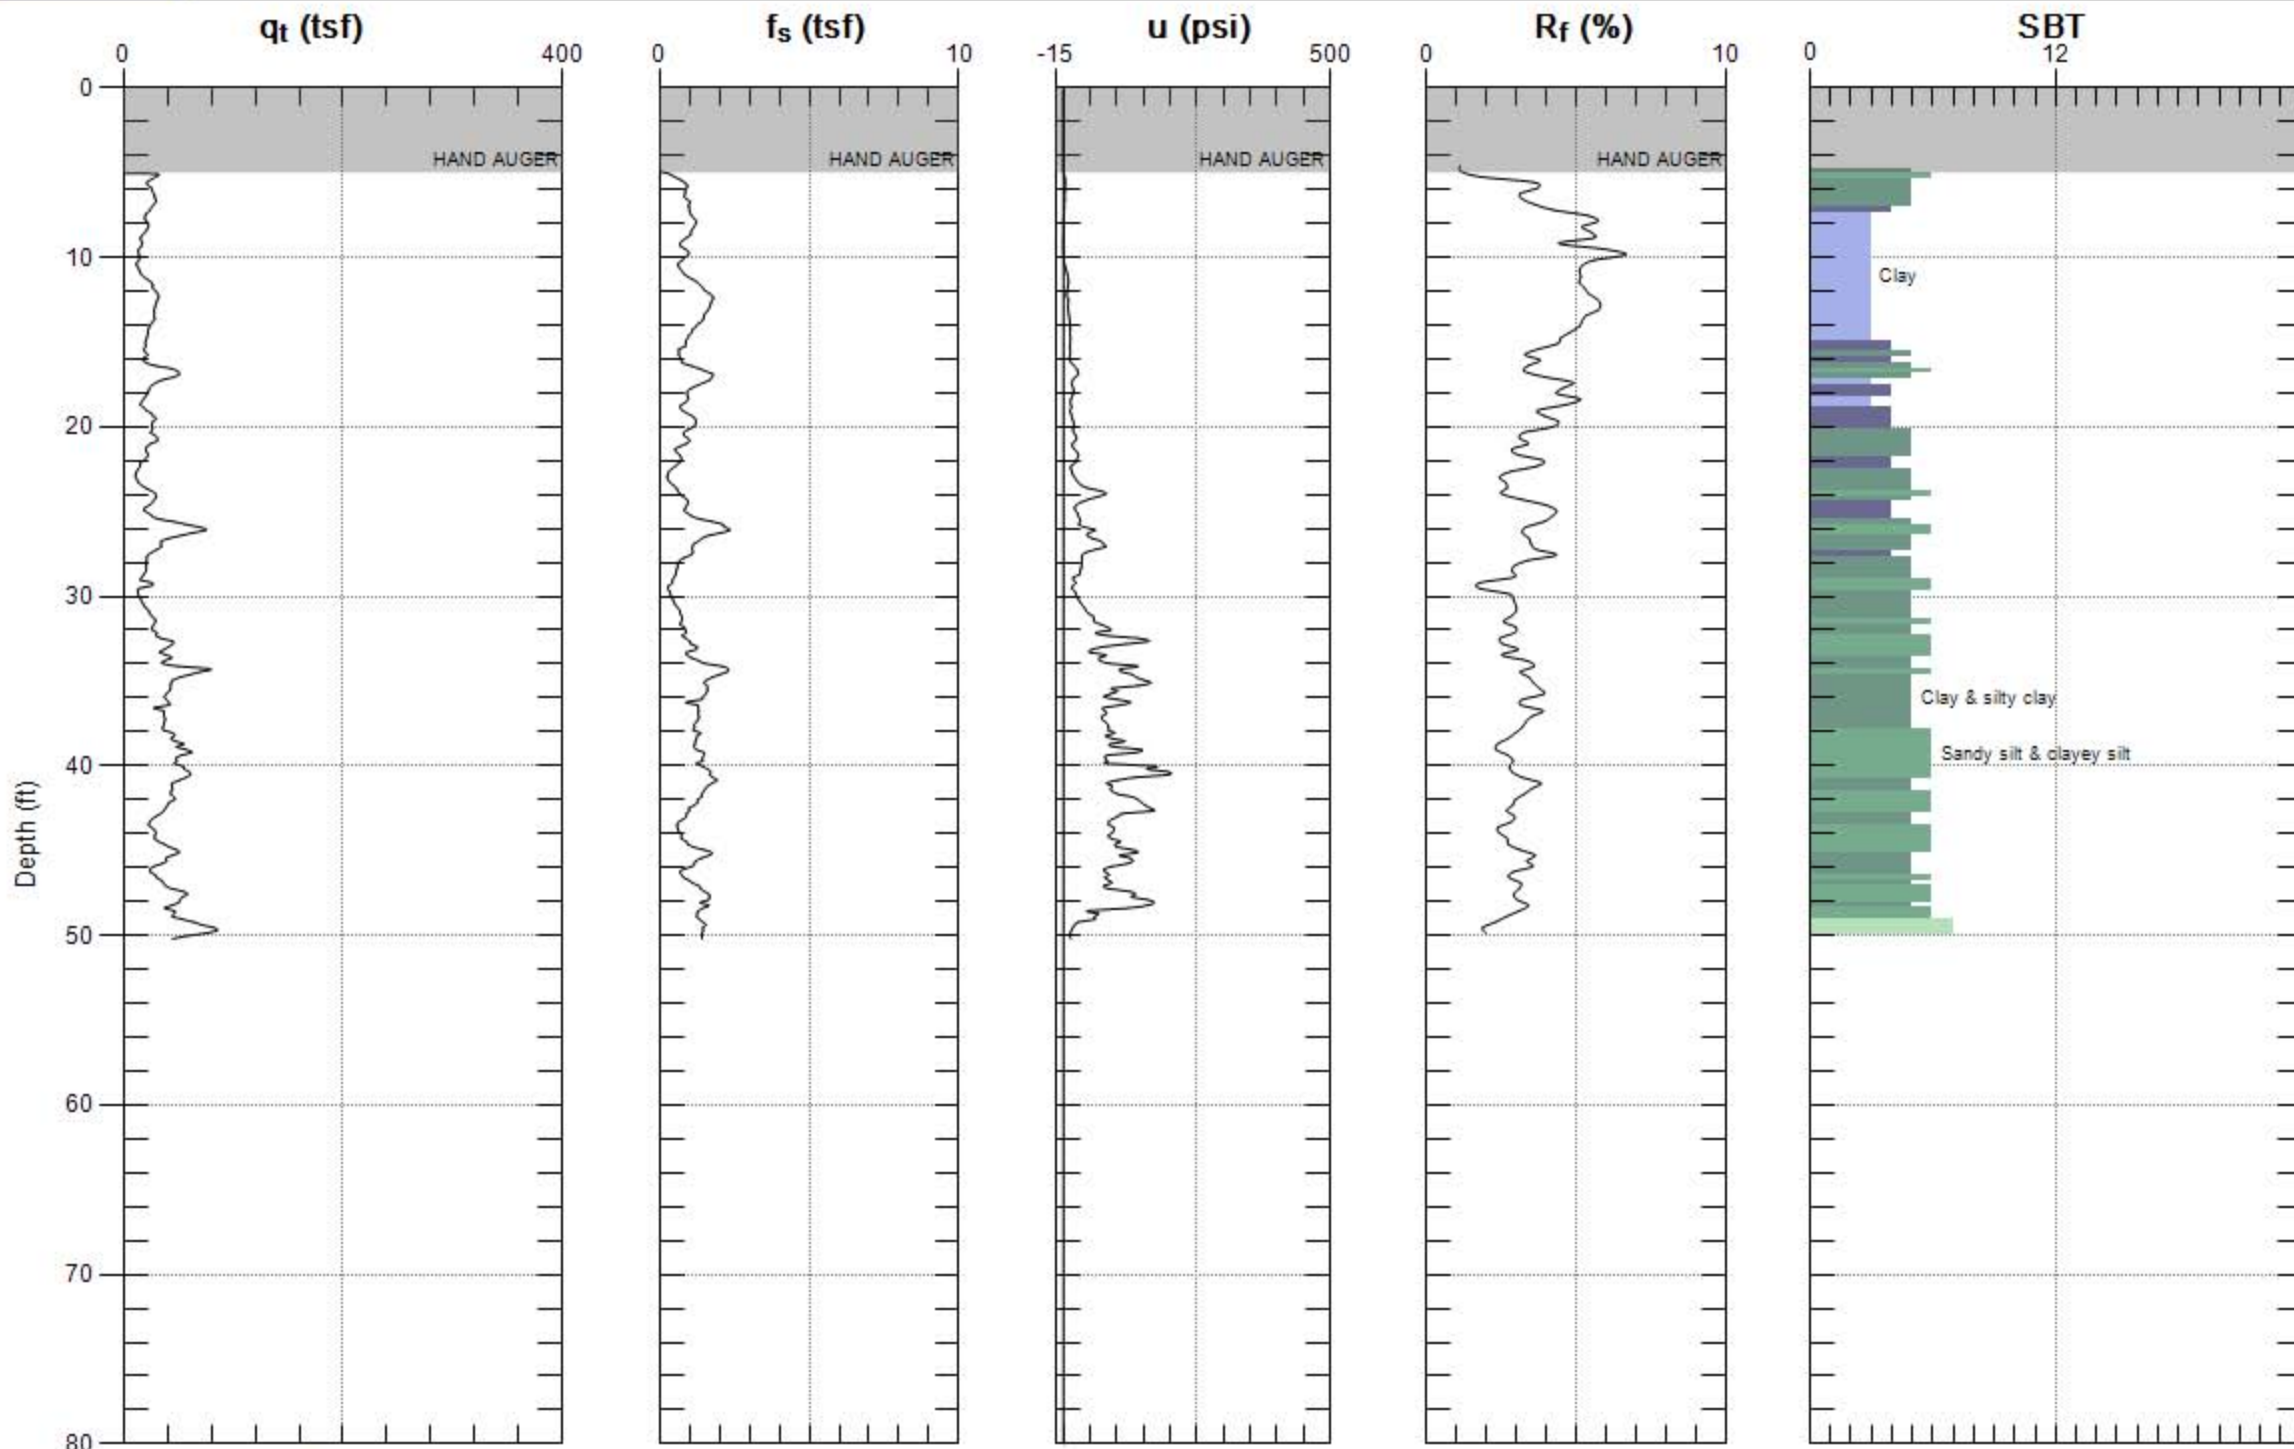 qt (tsf) fs (tsf) u (psi) Rf (%) SBT
0 400 0 10 -15 500 0 10 0 12
0
HAND AUGER HAND AUGER HAND AUGER HAND AUGER
10
Clay
20
30
Clay & silty clay
Sandy silt & clayey silt
40
Depth (ft)
50
60
70
80